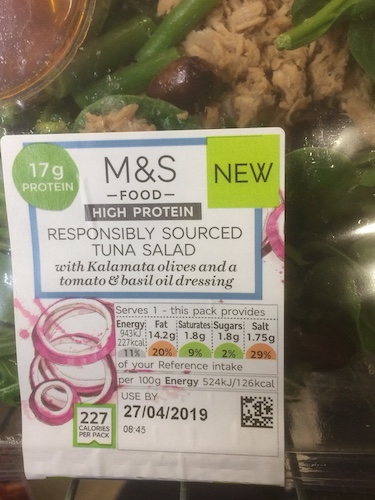 17g
PROTEIN
M&S
—FOOD—
HIGH PROTEIN
NEW
RESPONSIBLY SOURCED
TUNA SALAD
with Kalamata olives and a
tomato & basil oil dressing
Serves 1 - this pack provides
Energy Fat Saturates Sugars Salt
943kJ 14.2g 1.8g 1.8g 1.75g
227kcal
11% 20% 9% 2% 29%
of your Reference intake
per 100g Energy 524kJ/126kcal
USE BY
27/04/2019
08:45
227
CALORIES
PER PACK